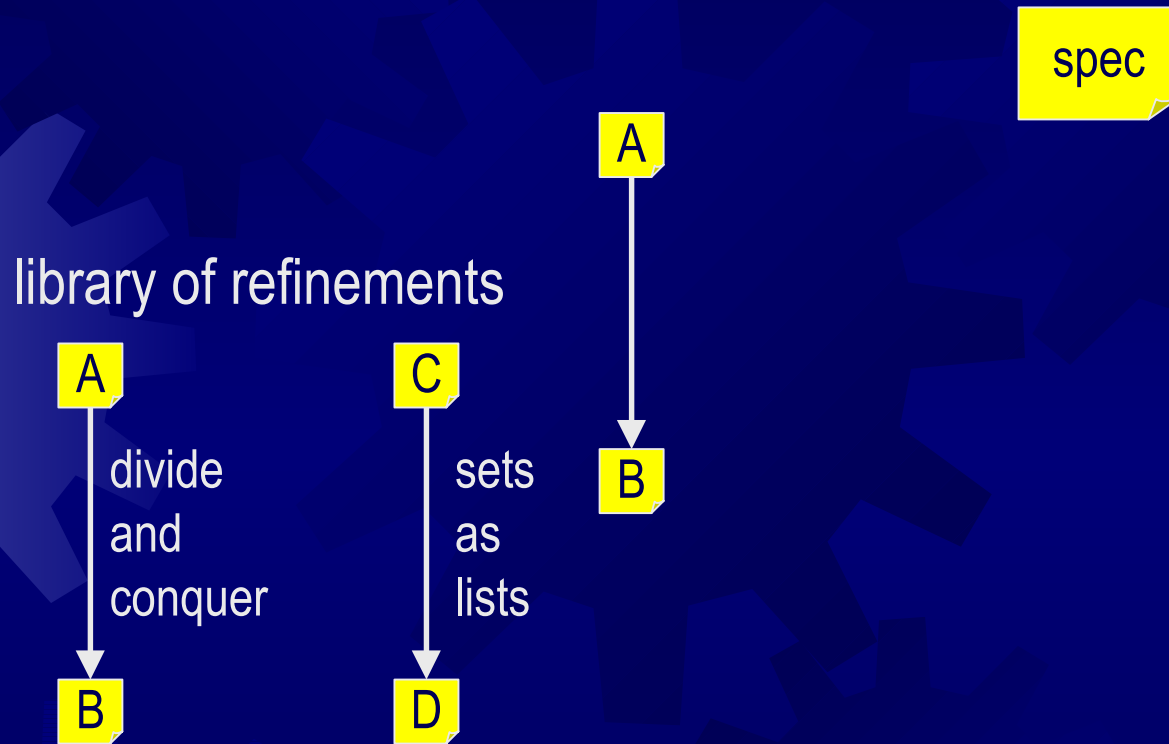 spec
A
library of refinements
A
C
divide
and
conquer
sets
as
lists
B
B
D